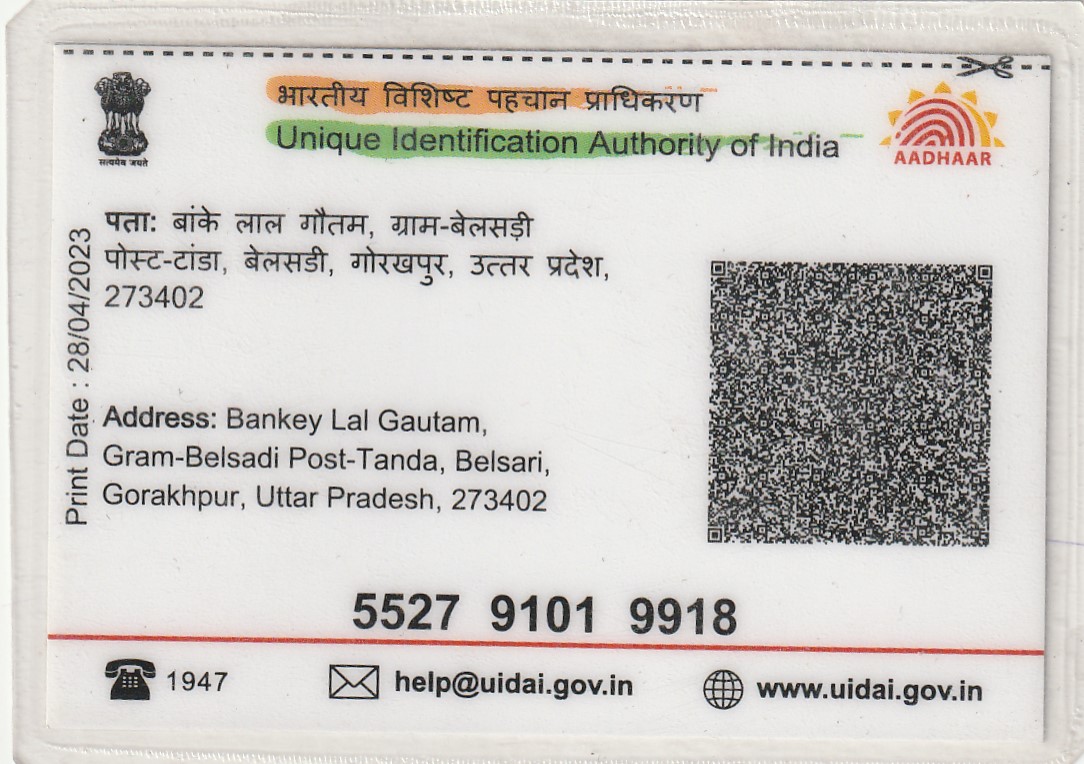 भारतीय विशिष्ट पहचान प्राधिकरण
Unique Identification Authority of India
सत्यमेव जयते
AADHAAR
पता: बांके लाल गौतम, ग्राम-बेलसड़ी
पोस्ट-टांडा, बेलसडी, गोरखपुर, उत्तर प्रदेश,
273402
Print Date : 28/04/2023
Address: Bankey Lal Gautam,
Gram-Belsadi Post-Tanda, Belsari,
Gorakhpur, Uttar Pradesh, 273402
5527 9101 9918
1947
help@uidai.gov.in
www.uidai.gov.in